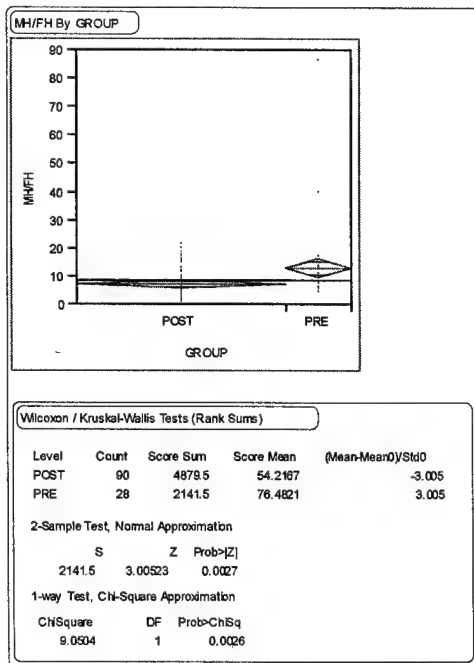 MH/FH By GROUP
90
80
70
60
50
40
30
20
10
0
MH/FH
POST PRE
GROUP
Wilcoxon / Kruskal-Wallis Tests (Rank Sums)
Level Count Score Sum Score Mean (Mean-Mean0)/Std0
POST 90 4879.5 54.2167 -3.005
PRE 28 2141.5 76.4821 3.005
2-Sample Test, Normal Approximation
S Z Prob>|Z|
2141.5 3.00523 0.0027
1-way Test, Chi-Square Approximation
ChiSquare DF Prob>ChiSq
9.0504 1 0.0026